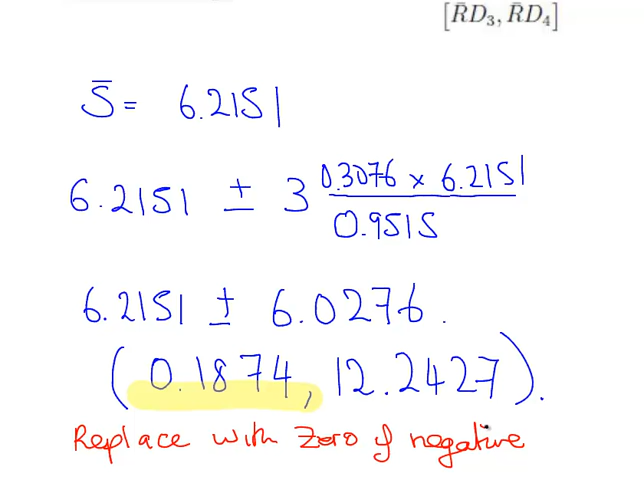 [R̄D₃, R̄D₄]
S̄ = 6.2151
6.2151 ± 3 0.3076 × 6.2151 / 0.9515
6.2151 ± 6.0276.
(0.1874, 12.2427).
Replace with Zero if negative